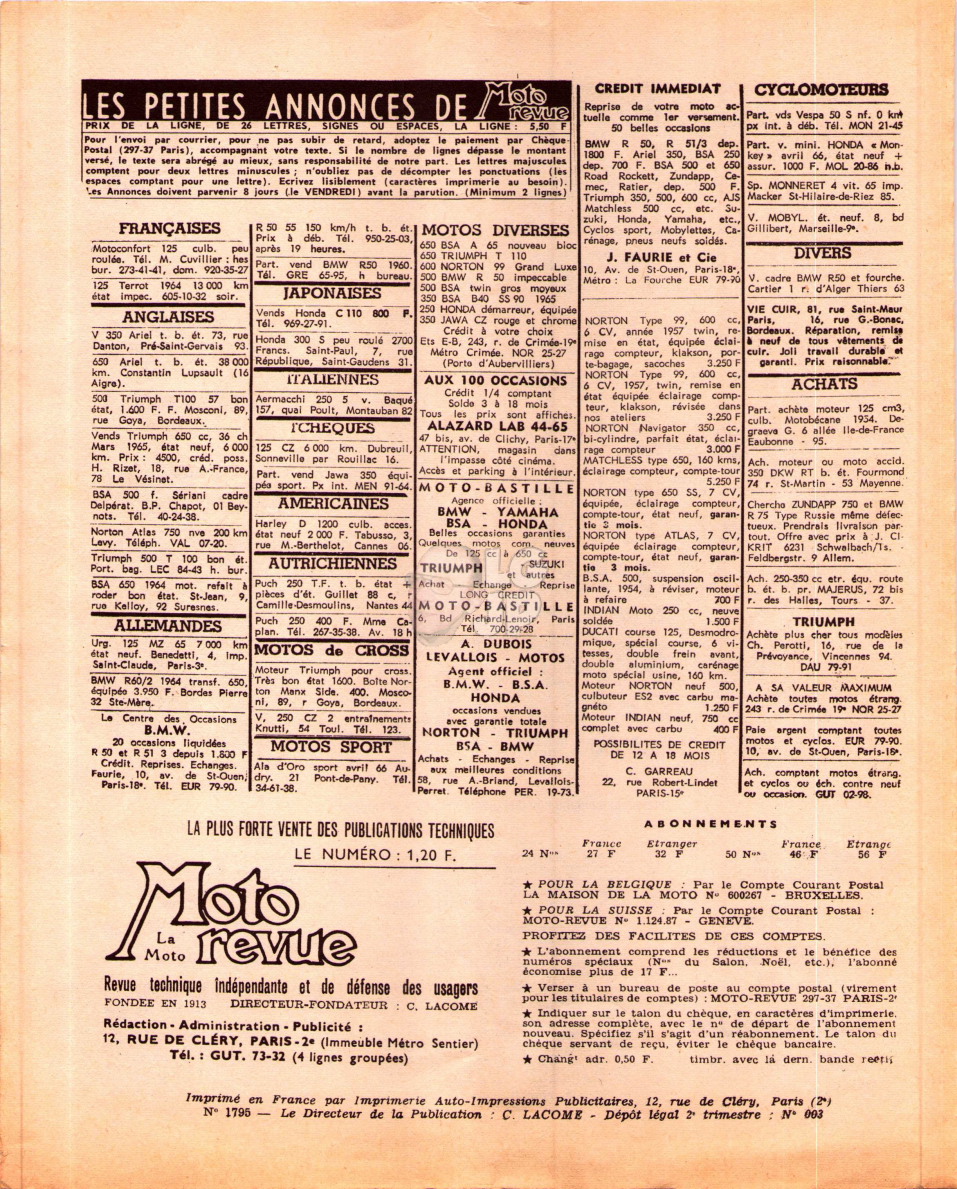 LES PETITES ANNONCES DE Moto revue
PRIX DE LA LIGNE, DE 26 LETTRES, SIGNES OU ESPACES, LA LIGNE : 5,50 F
Pour l'envoi par courrier, pour ne pas subir de retard, adoptez le paiement par Chèque-
Postal (297-37 Paris), accompagnant votre texte. Si le nombre de lignes dépasse le montant
versé, le texte sera abrégé au mieux, sans responsabilité de notre part. Les lettres majuscules
comptent pour deux lettres minuscules ; n'oubliez pas de décompter les ponctuations (les
espaces comptant pour une lettre). Ecrivez lisiblement (caractères imprimerie au besoin).
Les Annonces doivent parvenir 8 jours (le VENDREDI) avant la parution. (Minimum 2 lignes)
FRANÇAISES
Motoconfort 125 culb. peu
roulée. Tél. M. Cuvillier : hes
bur. 273-41-41, dom. 920-35-27
125 Terrot 1964 13 000 km
état impec. 605-10-32 soir.
ANGLAISES
V 350 Ariel t. b. ét. 73, rue
Danton, Pré-Saint-Gervais 93.
650 Ariel t. b. ét. 38 000
km. Constantin Lupsault (16
Aigre).
500 Triumph T100 57 bon
état, 1.600 F. F. Mosconi, 89,
rue Goya, Bordeaux.
Vends Triumph 650 cc, 36 ch
Mars 1965, état neuf, 6 000
km. Prix : 4500, créd. poss.
H. Rizet, 18, rue A.-France,
78 Le Vésinet.
BSA 500 f. Sériani cadre
Delpérat. B.P. Chapot, 01 Bey-
nots. Tél. 40-24-38.
Norton Atlas 750 nve 200 km
Levy. Téléph. VAL 07-20.
Triumph 500 T 100 bon ét.
Port. bag. LEC 84-43 h. bur.
BSA 650 1964 mot. refait à
roder bon état. St-Jean, 9,
rue Kelloy, 92 Suresnes.
ALLEMANDES
Urg. 125 MZ 65 7 000 km
état neuf. Benedetti, 4, Imp.
Saint-Claude, Paris-3e.
BMW R60/2 1964 transf. 650,
équipée 3.950 F. Bordes Pierre
32 Ste-Mère.
Le Centre des Occasions
B.M.W.
20 occasions liquidées
R 50 et R 51 3 depuis 1.800 F
Crédit. Reprises. Echanges.
Faurie, 10, av. de St-Ouen,
Paris-18e. Tél. EUR 79-90.
R 50 55 150 km/h t. b. ét.
Prix à déb. Tél. 950-25-03,
après 19 heures.
Part. vend BMW R50 1960.
Tél. GRE 65-95, h bureau.
JAPONAISES
Vends Honda C 110 800 F.
Tél. 969-27-91.
Honda 300 S peu roulé 2700
Francs. Saint-Paul, 7, rue
République, Saint-Gaudens 31.
ITALIENNES
Aermacchi 250 5 v. Baqué
157, quai Poult, Montauban 82
TCHEQUES
125 CZ 6 000 km. Dubreuil,
Sonneville par Rouillac 16.
Part. vend Jawa 350 équi-
pée sport. Px int. MEN 91-64.
AMERICAINES
Harley D 1200 culb. acces.
état neuf 2 000 F. Tabusso, 3,
rue M.-Berthelot, Cannes 06.
AUTRICHIENNES
Puch 250 T.F. t. b. état +
pièces d'ét. Guillet 88 c, r
Camille-Desmoulins, Nantes 44
Puch 250 400 F. Mme Ca-
plan. Tél. 267-35-38. Av. 18 h
MOTOS de CROSS
Moteur Triumph pour cross.
Très bon état 1600. Boîte Nor-
ton Manx Side. 400. Mosco-
ni, 89, r Goya, Bordeaux.
V, 250 CZ 2 entraînements
Knutti, 54 Toul. Tél. 123.
MOTOS SPORT
Ala d'Oro sport avril 66 Au-
dry. 21 Pont-de-Pany. Tél.
34-61-38.
MOTOS DIVERSES
650 BSA A 65 nouveau bloc
650 TRIUMPH T 110
600 NORTON 99 Grand Luxe
500 BMW R 50 impeccable
500 BSA twin gros moyeux
350 BSA B40 SS 90 1965
250 HONDA démarreur, équipée
350 JAWA CZ rouge et chrome
Crédit à votre choix
Ets E-B, 243, r. de Crimée-19e
Métro Crimée. NOR 25-27
(Porte d'Aubervilliers)
AUX 100 OCCASIONS
Crédit 1/4 comptant
Solde 3 à 18 mois
Tous les prix sont affichés.
ALAZARD LAB 44-65
47 bis, av. de Clichy, Paris-17e
ATTENTION, magasin dans
l'impasse côté cinéma.
Accès et parking à l'intérieur.
MOTO-BASTILLE
Agence officielle :
BMW - YAMAHA
BSA - HONDA
Belles occasions garanties
Quelques motos com. neuves
De 125 cc à 650 c
TRIUMPH SUZUKI
et autres
Achat Echange Reprise
LONG CREDIT
MOTO-BASTILLE
6, Bd Richard-Lenoir, Paris
Tél. 700-29-28
A. DUBOIS
LEVALLOIS - MOTOS
Agent officiel :
B.M.W. - B.S.A.
HONDA
occasions vendues
avec garantie totale
NORTON - TRIUMPH
BSA - BMW
Achats - Echanges - Reprise
aux meilleures conditions
58, rue A.-Briand, Levallois-
Perret. Téléphone PER. 19-73.
CREDIT IMMEDIAT
Reprise de votre moto ac-
tuelle comme 1er versement.
50 belles occasions
BMW R 50, R 51/3 dep.
1800 F. Ariel 350, BSA 250
dep. 700 F. BSA 500 et 650
Road Rockett, Zundapp, Ce-
mec, Ratier, dep. 500 F.
Triumph 350, 500, 600 cc, AJS
Matchless 500 cc, etc. Su-
zuki, Honda, Yamaha, etc.,
Cyclos sport, Mobylettes, Ca-
rénage, pneus neufs soldés.
J. FAURIE et Cie
10, Av. de St-Ouen, Paris-18e,
Métro : La Fourche EUR 79-90
NORTON Type 99, 600 cc,
6 CV, année 1957 twin, re-
mise en état, équipée éclai-
rage compteur, klakson, por-
te-bagage, sacoches 3.250 F
NORTON Type 99, 600 cc,
6 CV, 1957, twin, remise en
état équipée éclairage comp-
teur, klakson, révisée dans
nos ateliers 3.250 F
NORTON Navigator 350 cc,
bi-cylindre, parfait état, éclai-
rage compteur 3.000 F
MATCHLESS type 650, 160 kms,
éclairage compteur, compte-tour
5.250 F
NORTON type 650 SS, 7 CV,
équipée, éclairage compteur,
compte-tour, état neuf, garan-
tie 3 mois.
NORTON type ATLAS, 7 CV,
équipée éclairage compteur,
compte-tour, état neuf, garan-
tie 3 mois.
B.S.A. 500, suspension oscil-
lante, 1954, à réviser, moteur
à refaire 700 F
INDIAN Moto 250 cc, neuve
soldée 1.500 F
DUCATI course 125, Desmodro-
mique, spécial course, 6 vi-
tesses, double frein avant,
double aluminium, carénage
moto spécial usine, 160 km.
Moteur NORTON neuf 500,
culbuteur ES2 avec carbu ma-
gnéto 1.250 F
Moteur INDIAN neuf, 750 cc
complet avec carbu 400 F
POSSIBILITES DE CREDIT
DE 12 A 18 MOIS
C. GARREAU
22, rue Robert-Lindet
PARIS-15e
CYCLOMOTEURS
Part. vds Vespa 50 S nf. 0 km
px int. à déb. Tél. MON 21-45
Part. v. mini. HONDA « Mon-
key » avril 66, état neuf +
assur. 1000 F. MOL 20-86 h.b.
Sp. MONNERET 4 vit. 65 imp.
Macker St-Hilaire-de-Riez 85.
V. MOBYL. ét. neuf. 8, bd
Gillibert, Marseille-9e.
DIVERS
V. cadre BMW R50 et fourche.
Cartier 1 r. d'Alger Thiers 63
VIE CUIR, 81, rue Saint-Maur
Paris, 16, rue G.-Bonac,
Bordeaux. Réparation, remise
à neuf de tous vêtements de
cuir. Joli travail durable et
garanti. Prix raisonnable.
ACHATS
Part. achète moteur 125 cm3,
culb. Motobécane 1954. De-
graeve G. 6 allée Ile-de-France
Eaubonne - 95.
Ach. moteur ou moto accid.
350 DKW RT b. ét. Fourmond
74 r. St-Martin - 53 Mayenne.
Cherche ZUNDAPP 750 et BMW
R 75 Type Russie même défec-
tueux. Prendrais livraison par-
tout. Offre avec prix à J. CI-
KRIT 6231 Schwalbach/Ts. -
Feldbergstr. 9 Allem.
Ach. 250-350 cc etr. équ. route
b. ét. b. pr. MAJERUS, 72 bis
r. des Halles, Tours - 37.
TRIUMPH
Achète plus cher tous modèles
Ch. Perotti, 16, rue de la
Prévoyance, Vincennes 94.
DAU 79-91
A SA VALEUR MAXIMUM
Achète toutes motos étrang.
243 r. de Crimée 19e NOR 25-27
Paie argent comptant toutes
motos et cyclos. EUR 79-90.
10, av. de St-Ouen, Paris-18e.
Ach. comptant motos étrang.
et cyclos ou éch. contre neuf
ou occasion. GUT 02-98.
LA PLUS FORTE VENTE DES PUBLICATIONS TECHNIQUES
LE NUMÉRO : 1,20 F.
La Moto
Moto revue
Revue technique indépendante et de défense des usagers
FONDEE EN 1913 DIRECTEUR-FONDATEUR : C. LACOME
Rédaction - Administration - Publicité :
12, RUE DE CLÉRY, PARIS-2e (Immeuble Métro Sentier)
Tél. : GUT. 73-32 (4 lignes groupées)
ABONNEMENTS
France Etranger France Etrange
24 Nos 27 F 32 F 50 Nos 46 F 56 F
★ POUR LA BELGIQUE : Par le Compte Courant Postal
LA MAISON DE LA MOTO No 600267 - BRUXELLES.
★ POUR LA SUISSE : Par le Compte Courant Postal :
MOTO-REVUE No 1.124.87 - GENEVE.
PROFITEZ DES FACILITES DE CES COMPTES.
★ L'abonnement comprend les réductions et le bénéfice des
numéros spéciaux (Nos du Salon, Noël, etc.), l'abonné
économise plus de 17 F...
★ Verser à un bureau de poste au compte postal (virement
pour les titulaires de comptes) : MOTO-REVUE 297-37 PARIS-2e
★ Indiquer sur le talon du chèque, en caractères d'imprimerie.
son adresse complète, avec le no de départ de l'abonnement
nouveau. Spécifiez s'il s'agit d'un réabonnement. Le talon du
chèque servant de reçu, éviter le chèque bancaire.
★ Changt adr. 0,50 F. timbr. avec la dern. bande rectif
Imprimé en France par Imprimerie Auto-Impressions Publicitaires, 12, rue de Cléry, Paris (2e)
No 1795 — Le Directeur de la Publication : C. LACOME - Dépôt légal 2e trimestre : No 003